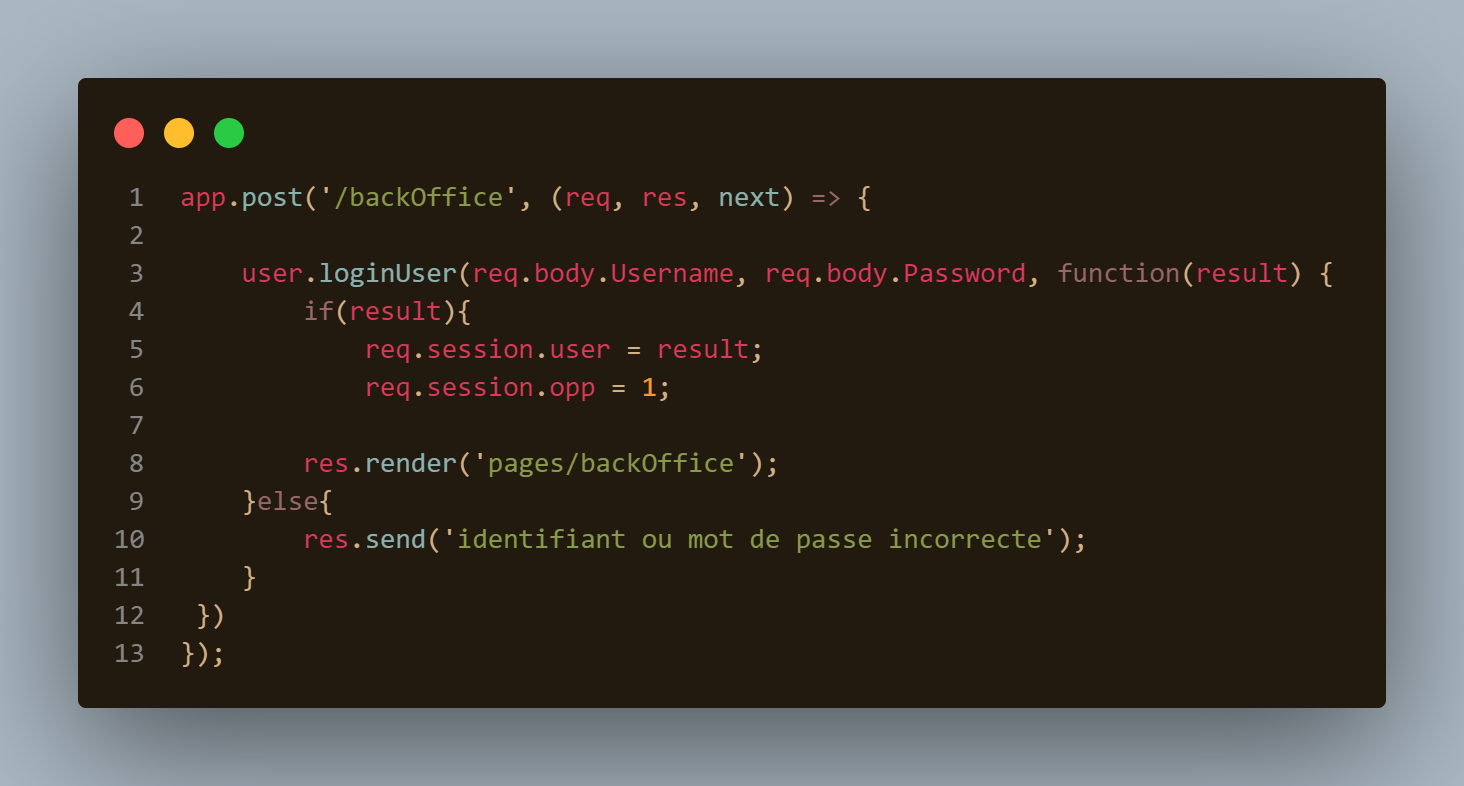 1 app.post('/backOffice', (req, res, next) => {
2
3     user.loginUser(req.body.Username, req.body.Password, function(result) {
4         if(result){
5             req.session.user = result;
6             req.session.opp = 1;
7
8         res.render('pages/backOffice');
9     }else{
10         res.send('identifiant ou mot de passe incorrecte');
11     }
12  })
13 });